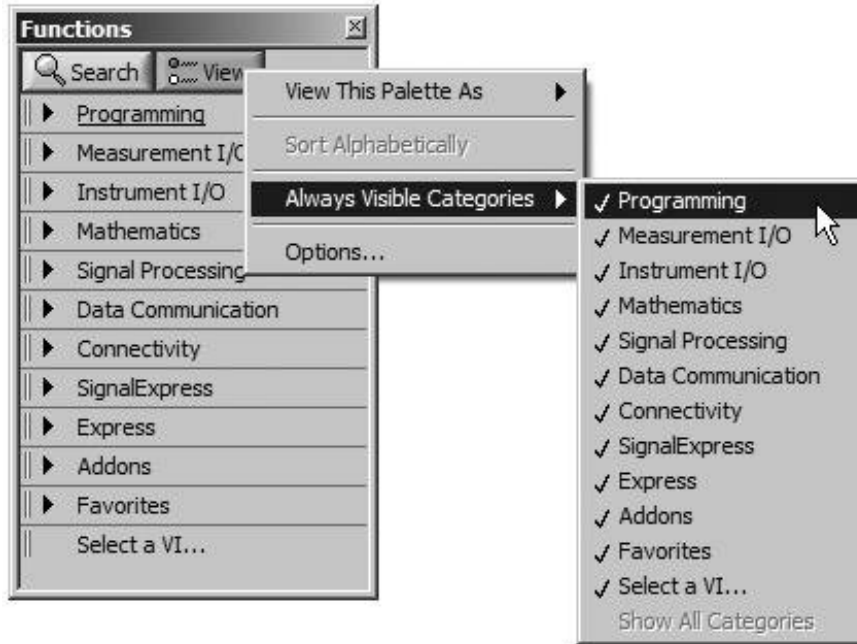 Functions
Search View
Programming
Measurement I/O
Instrument I/O
Mathematics
Signal Processing
Data Communication
Connectivity
SignalExpress
Express
Addons
Favorites
Select a VI...
View This Palette As
Sort Alphabetically
Always Visible Categories
Options...
Programming
Measurement I/O
Instrument I/O
Mathematics
Signal Processing
Data Communication
Connectivity
SignalExpress
Express
Addons
Favorites
Select a VI...
Show All Categories